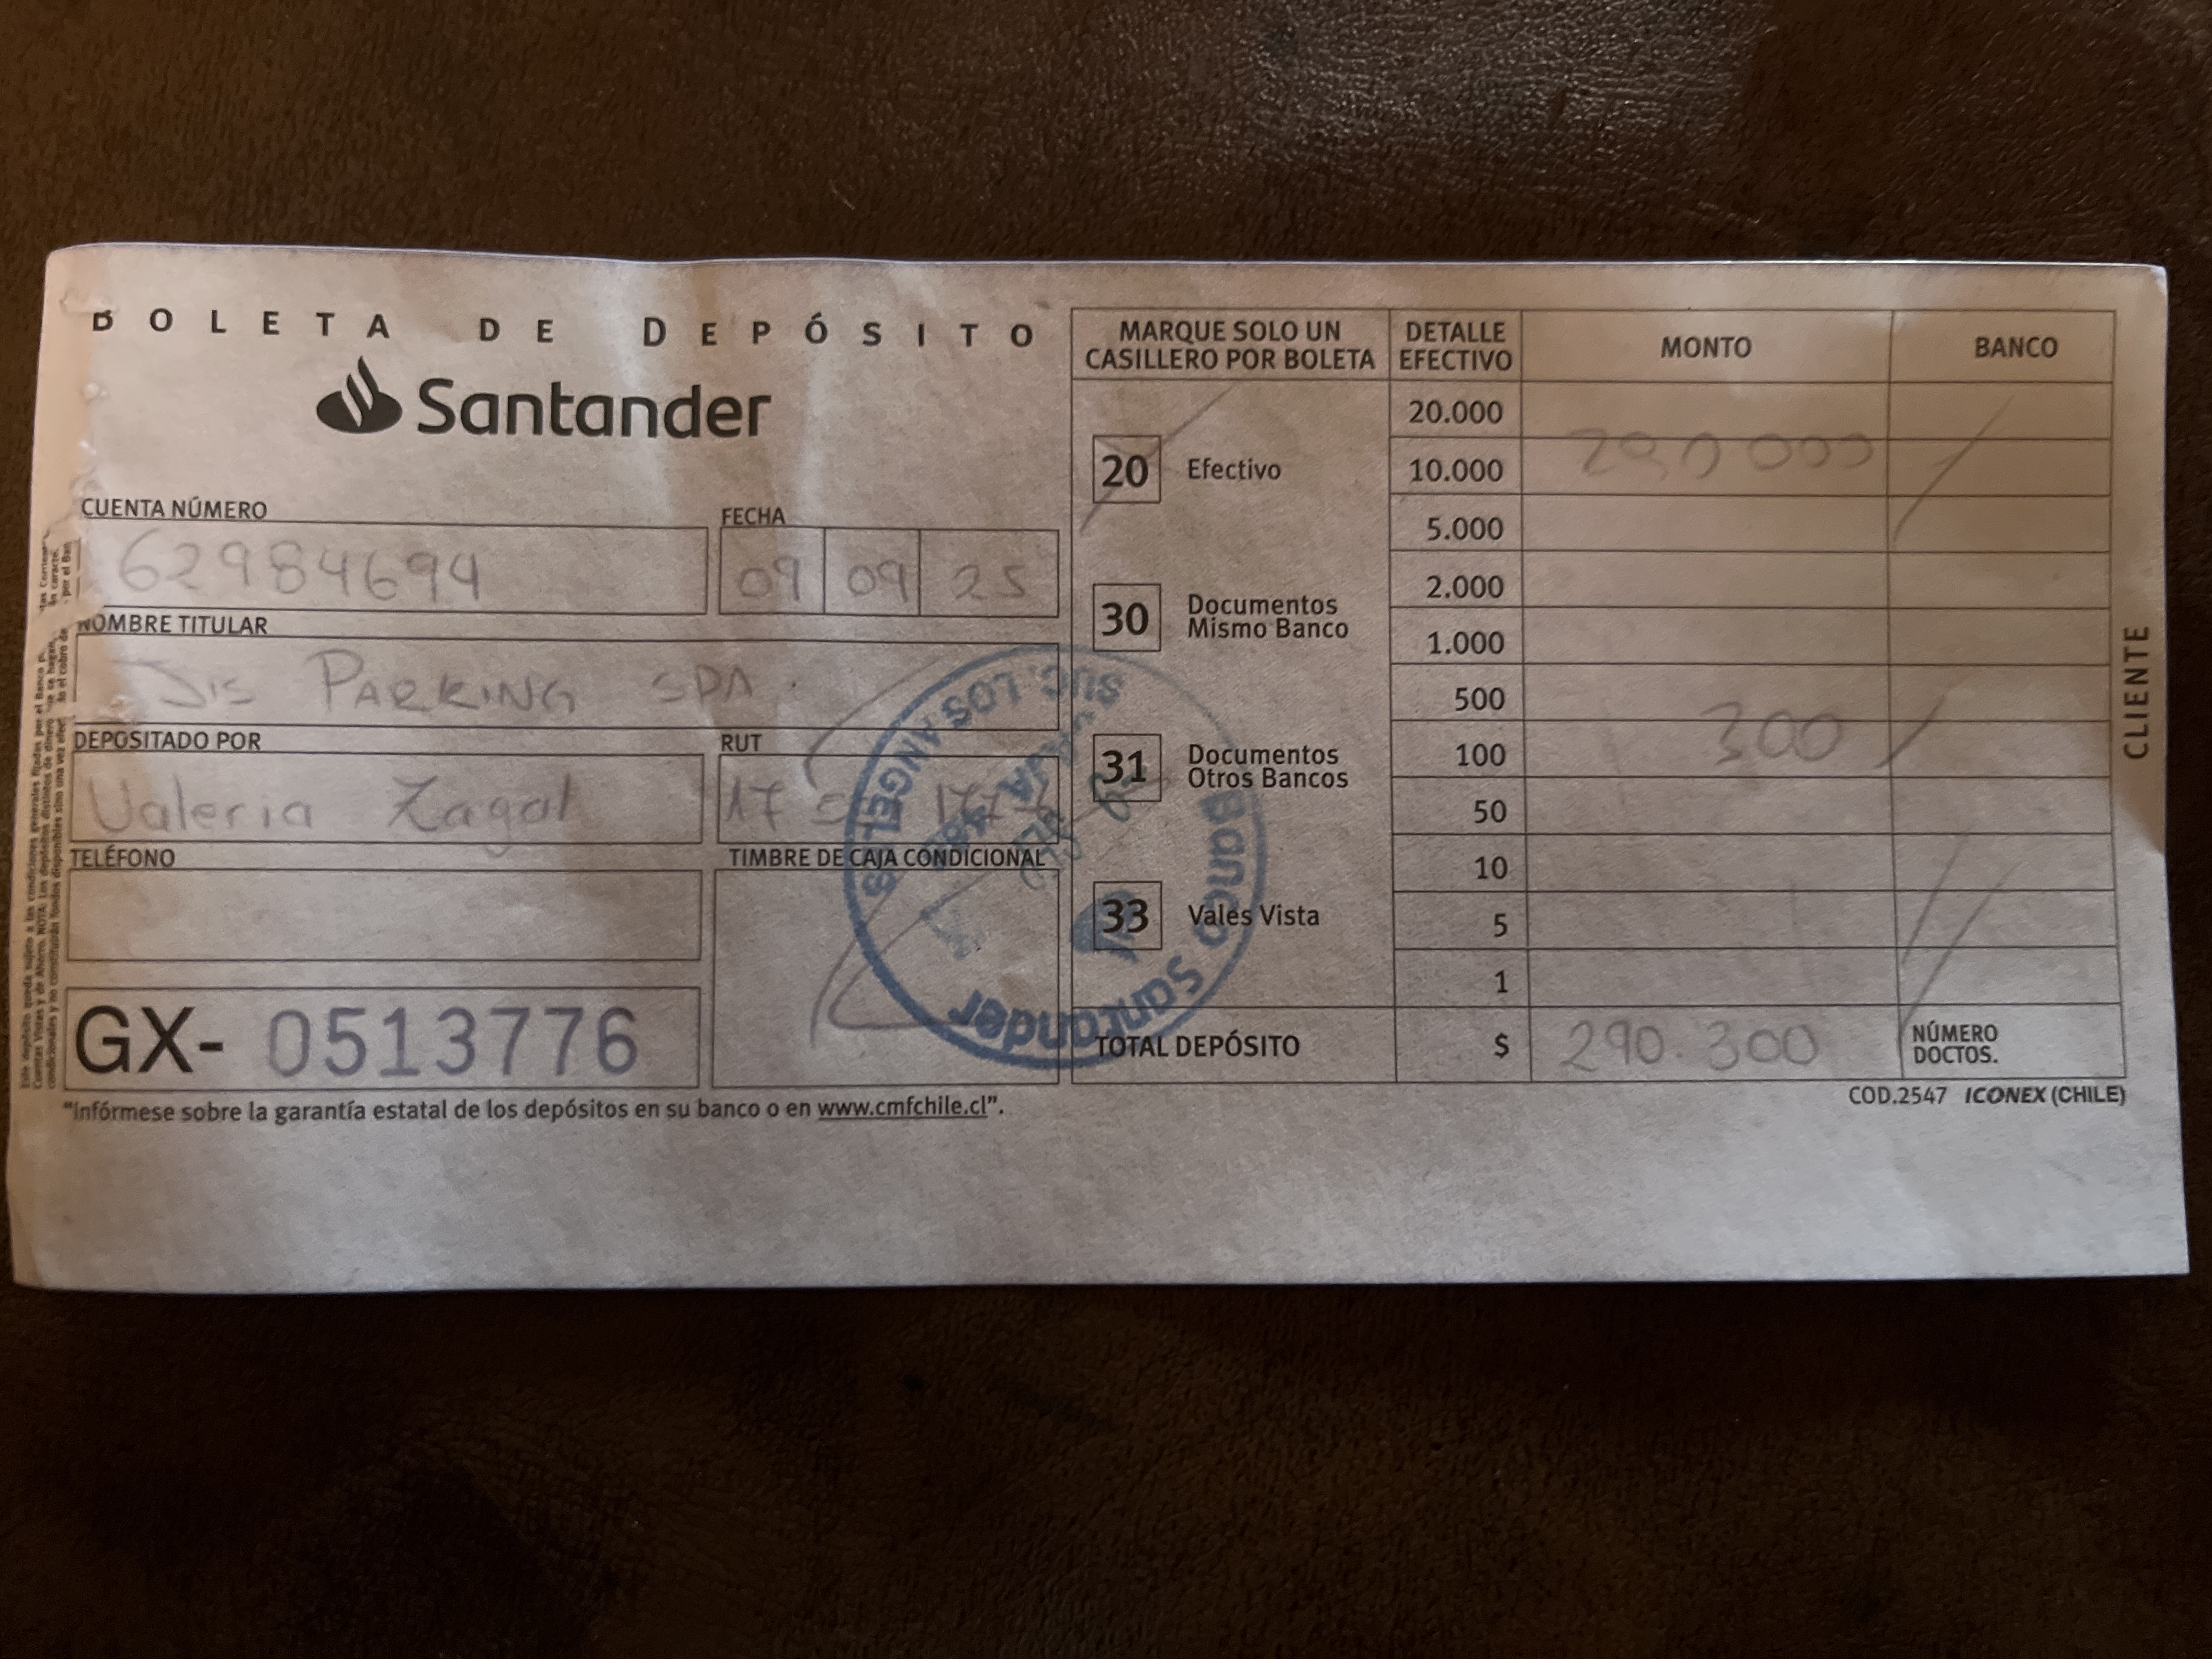 BOLETA DE DEPÓSITO
Santander
CUENTA NÚMERO
62984694
FECHA
09 09 25
NOMBRE TITULAR
JIS PARKING SPA.
DEPOSITADO POR
Valeria Zagal
RUT
17
TELÉFONO
TIMBRE DE CAJA CONDICIONAL
GX- 0513776
"Infórmese sobre la garantía estatal de los depósitos en su banco o en www.cmfchile.cl".
MARQUE SOLO UN
CASILLERO POR BOLETA
20 Efectivo
30 Documentos
Mismo Banco
31 Documentos
Otros Bancos
33 Vales Vista
DETALLE
EFECTIVO
MONTO
BANCO
20.000
10.000 290000
5.000
2.000
1.000
500
100 300
50
10
5
1
TOTAL DEPÓSITO $ 290.300 NÚMERO
DOCTOS.
COD.2547 ICONEX (CHILE)
CLIENTE
Banco Santander
SUC. LOS ANGELES